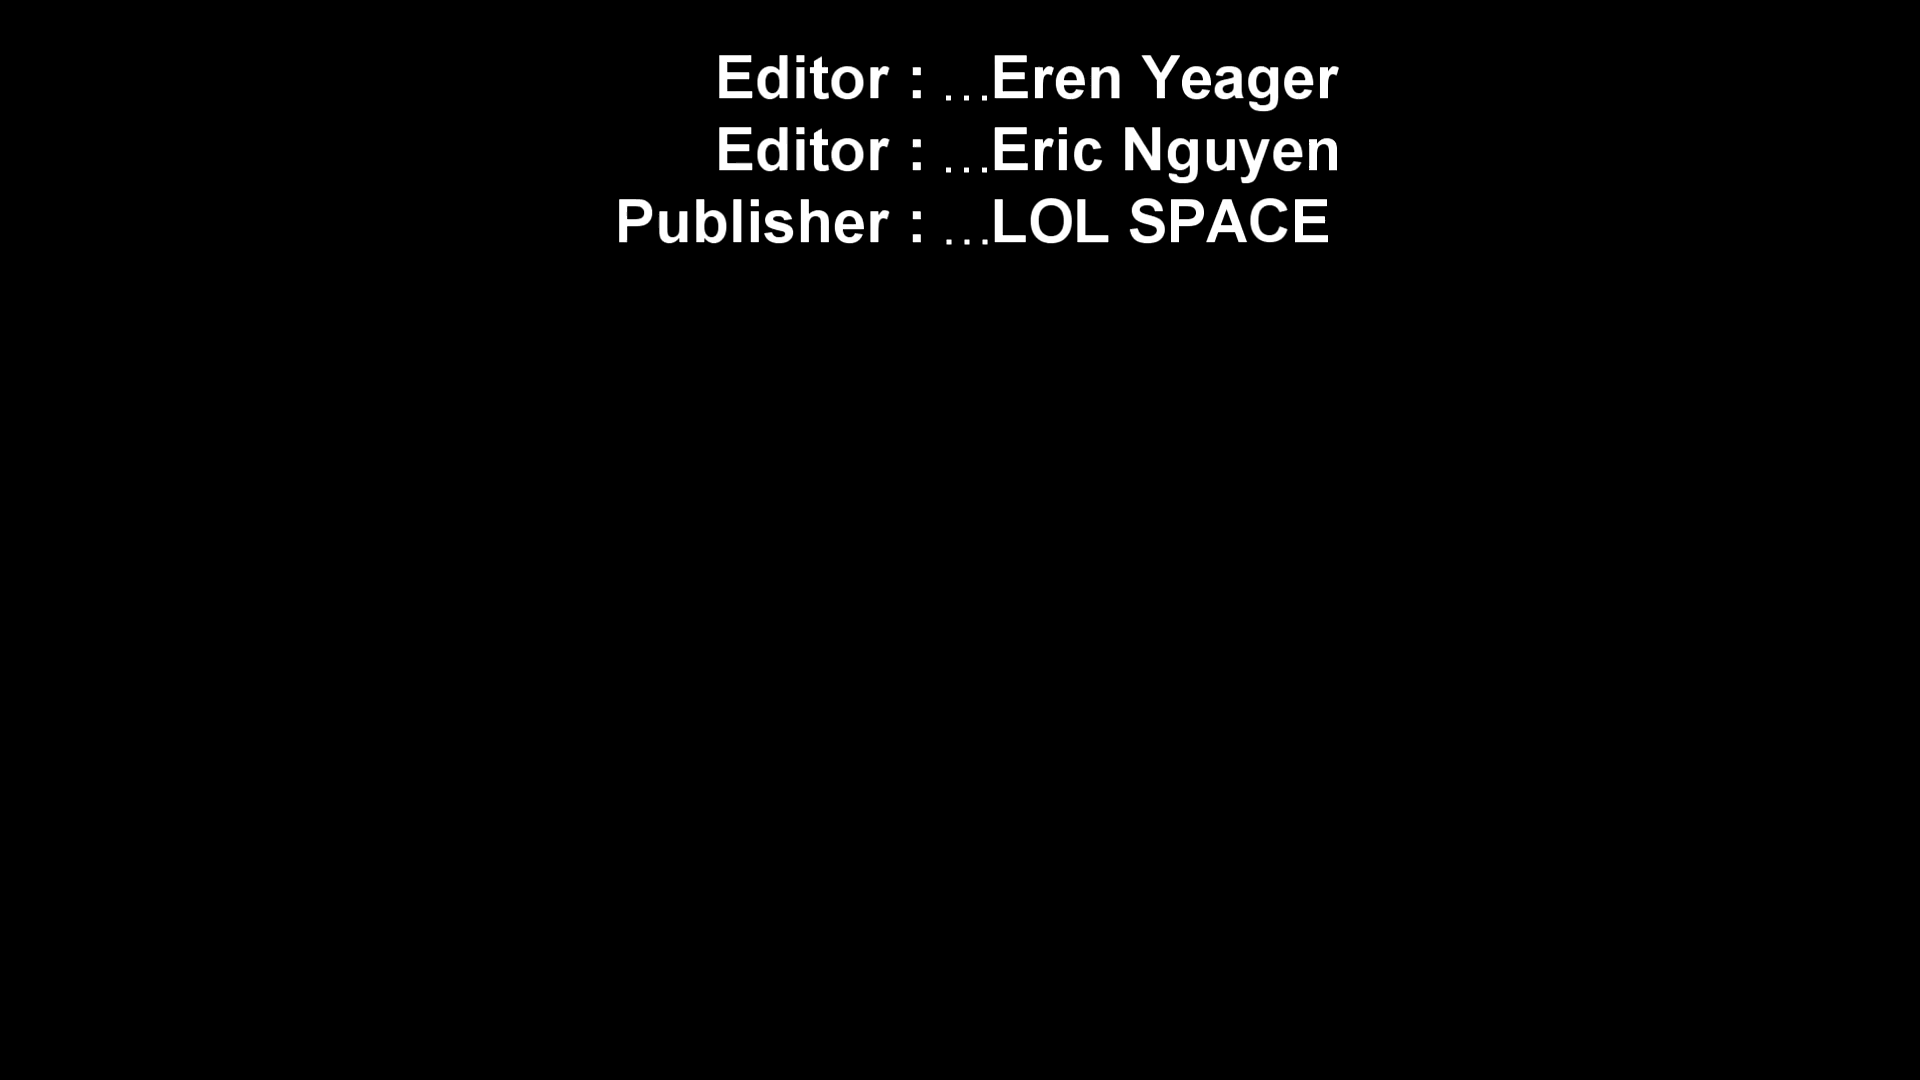 Editor : ...Eren Yeager
Editor : ...Eric Nguyen
Publisher : ...LOL SPACE